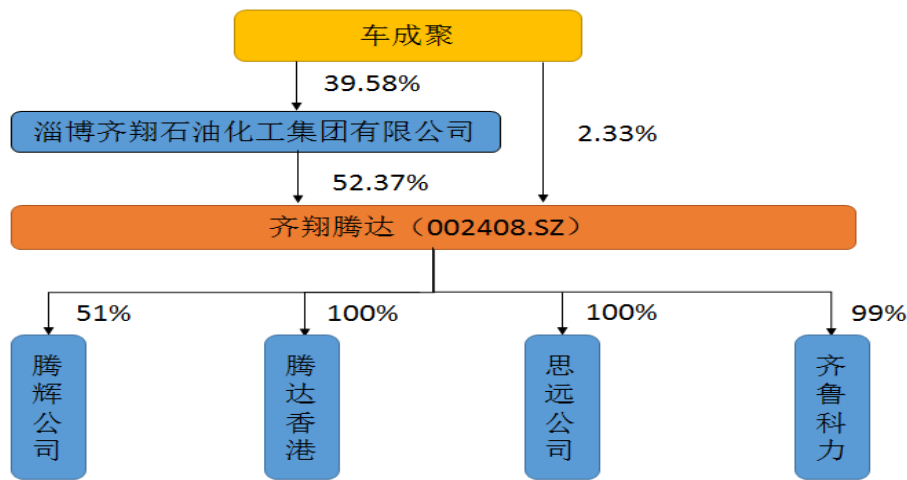 车成聚
39.58%
淄博齐翔石油化工集团有限公司
2.33%
52.37%
齐翔腾达（002408.SZ）
51%
100%
100%
99%
腾辉公司
腾达香港
思远公司
齐鲁科力